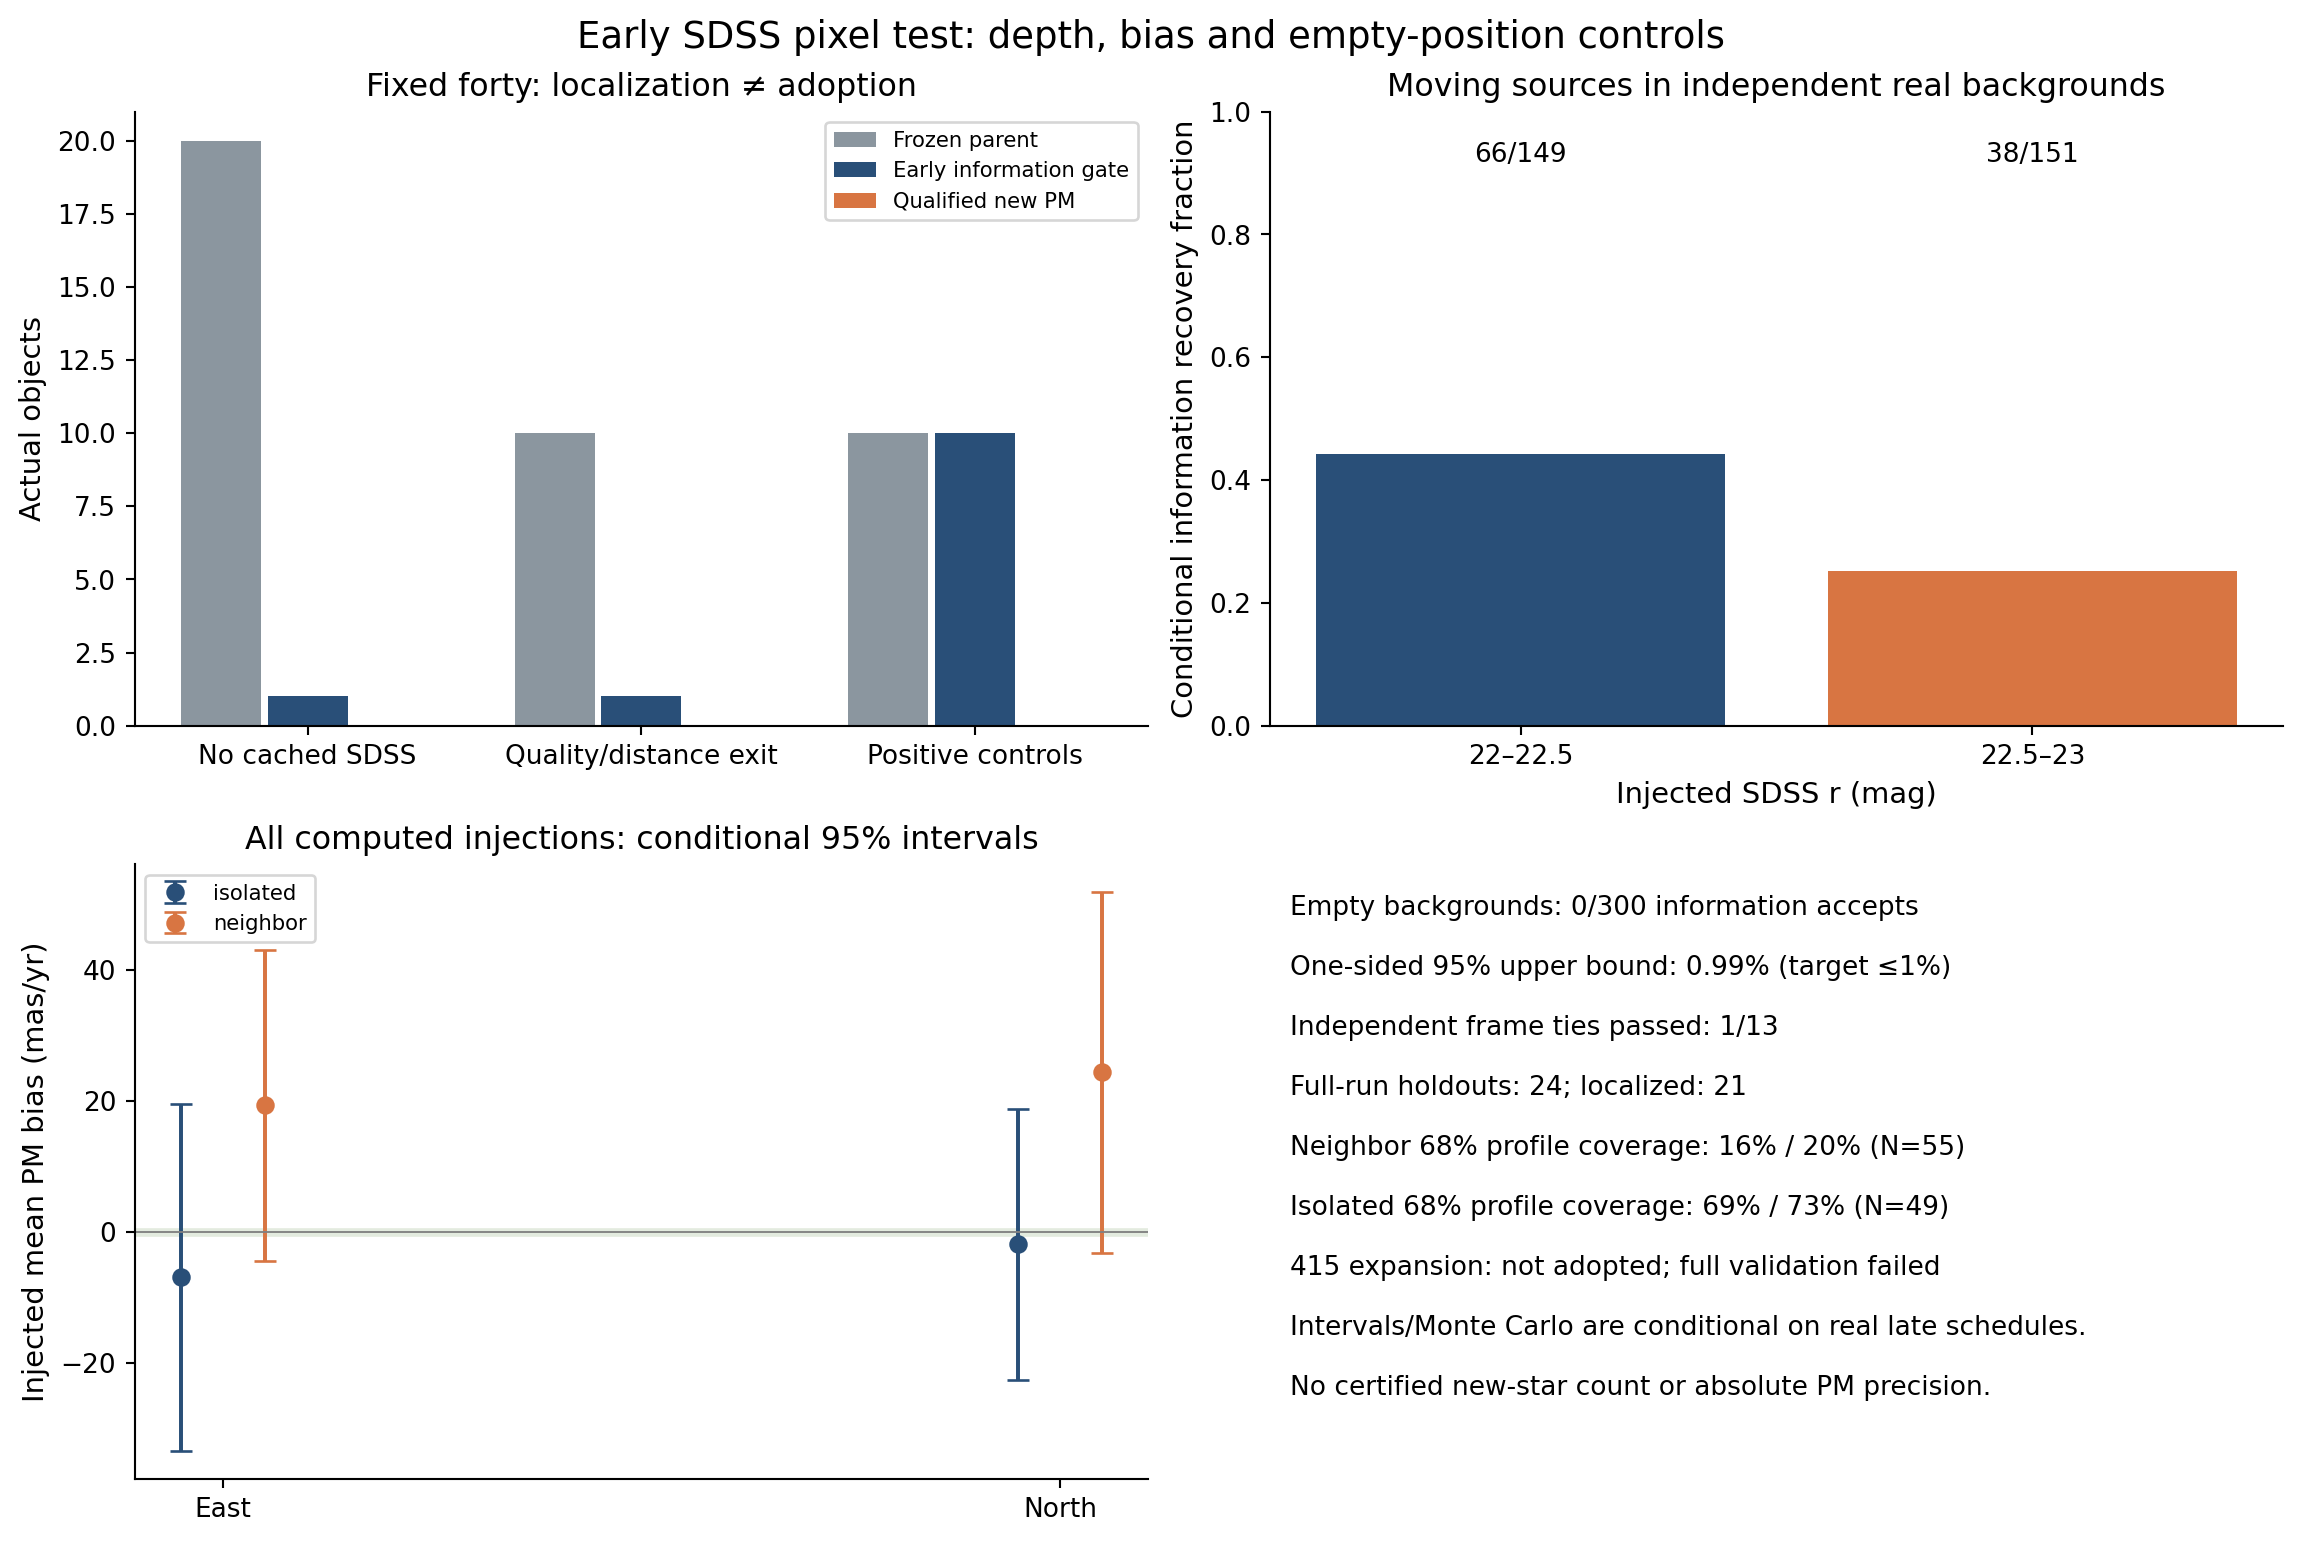 Early SDSS pixel test: depth, bias and empty-position controls
Fixed forty: localization ≠ adoption
Actual objects
20.0
17.5
15.0
12.5
10.0
7.5
5.0
2.5
0.0
Frozen parent
Early information gate
Qualified new PM
No cached SDSS
Quality/distance exit
Positive controls
Moving sources in independent real backgrounds
Conditional information recovery fraction
1.0
0.8
0.6
0.4
0.2
0.0
66/149
38/151
22–22.5
22.5–23
Injected SDSS r (mag)
All computed injections: conditional 95% intervals
Injected mean PM bias (mas/yr)
40
20
0
−20
isolated
neighbor
East
North
Empty backgrounds: 0/300 information accepts
One-sided 95% upper bound: 0.99% (target ≤1%)
Independent frame ties passed: 1/13
Full-run holdouts: 24; localized: 21
Neighbor 68% profile coverage: 16% / 20% (N=55)
Isolated 68% profile coverage: 69% / 73% (N=49)
415 expansion: not adopted; full validation failed
Intervals/Monte Carlo are conditional on real late schedules.
No certified new-star count or absolute PM precision.